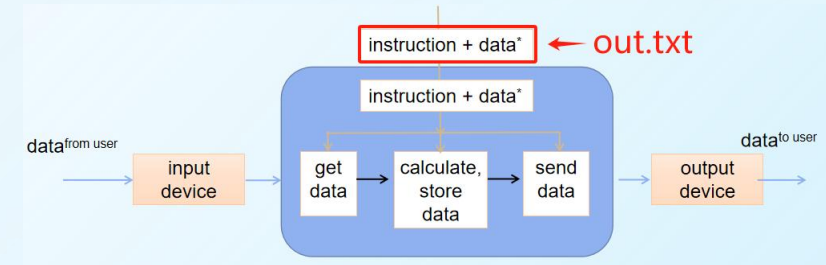 instruction + data*
out.txt
instruction + data*
data from user
input
device
get
data
calculate,
store
data
send
data
output
device
data to user